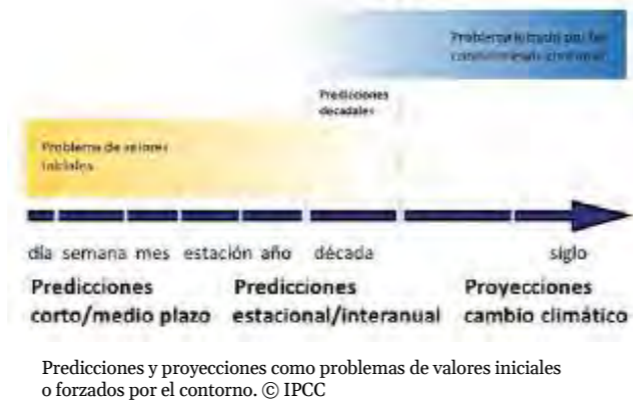 Problema forzado por las
condiciones de contorno
Predicciones
decadales
Problema de valores
iniciales
día semana mes estación año década siglo
Predicciones Predicciones Proyecciones
corto/medio plazo estacional/interanual cambio climático
Predicciones y proyecciones como problemas de valores iniciales
o forzados por el contorno. © IPCC